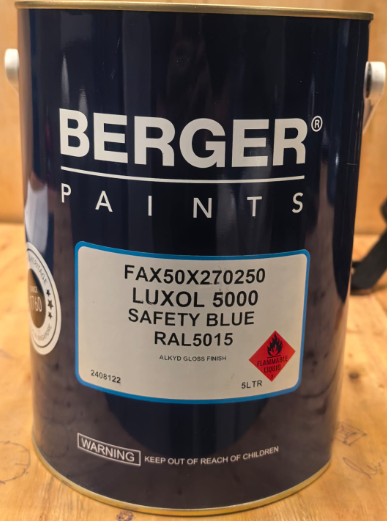 BERGER®
PAINTS
FAX50X270250
LUXOL 5000
SAFETY BLUE
RAL5015
ALKYD GLOSS FINISH
FLAMMABLE
LIQUID
2408122
5LTR
WARNING KEEP OUT OF REACH OF CHILDREN